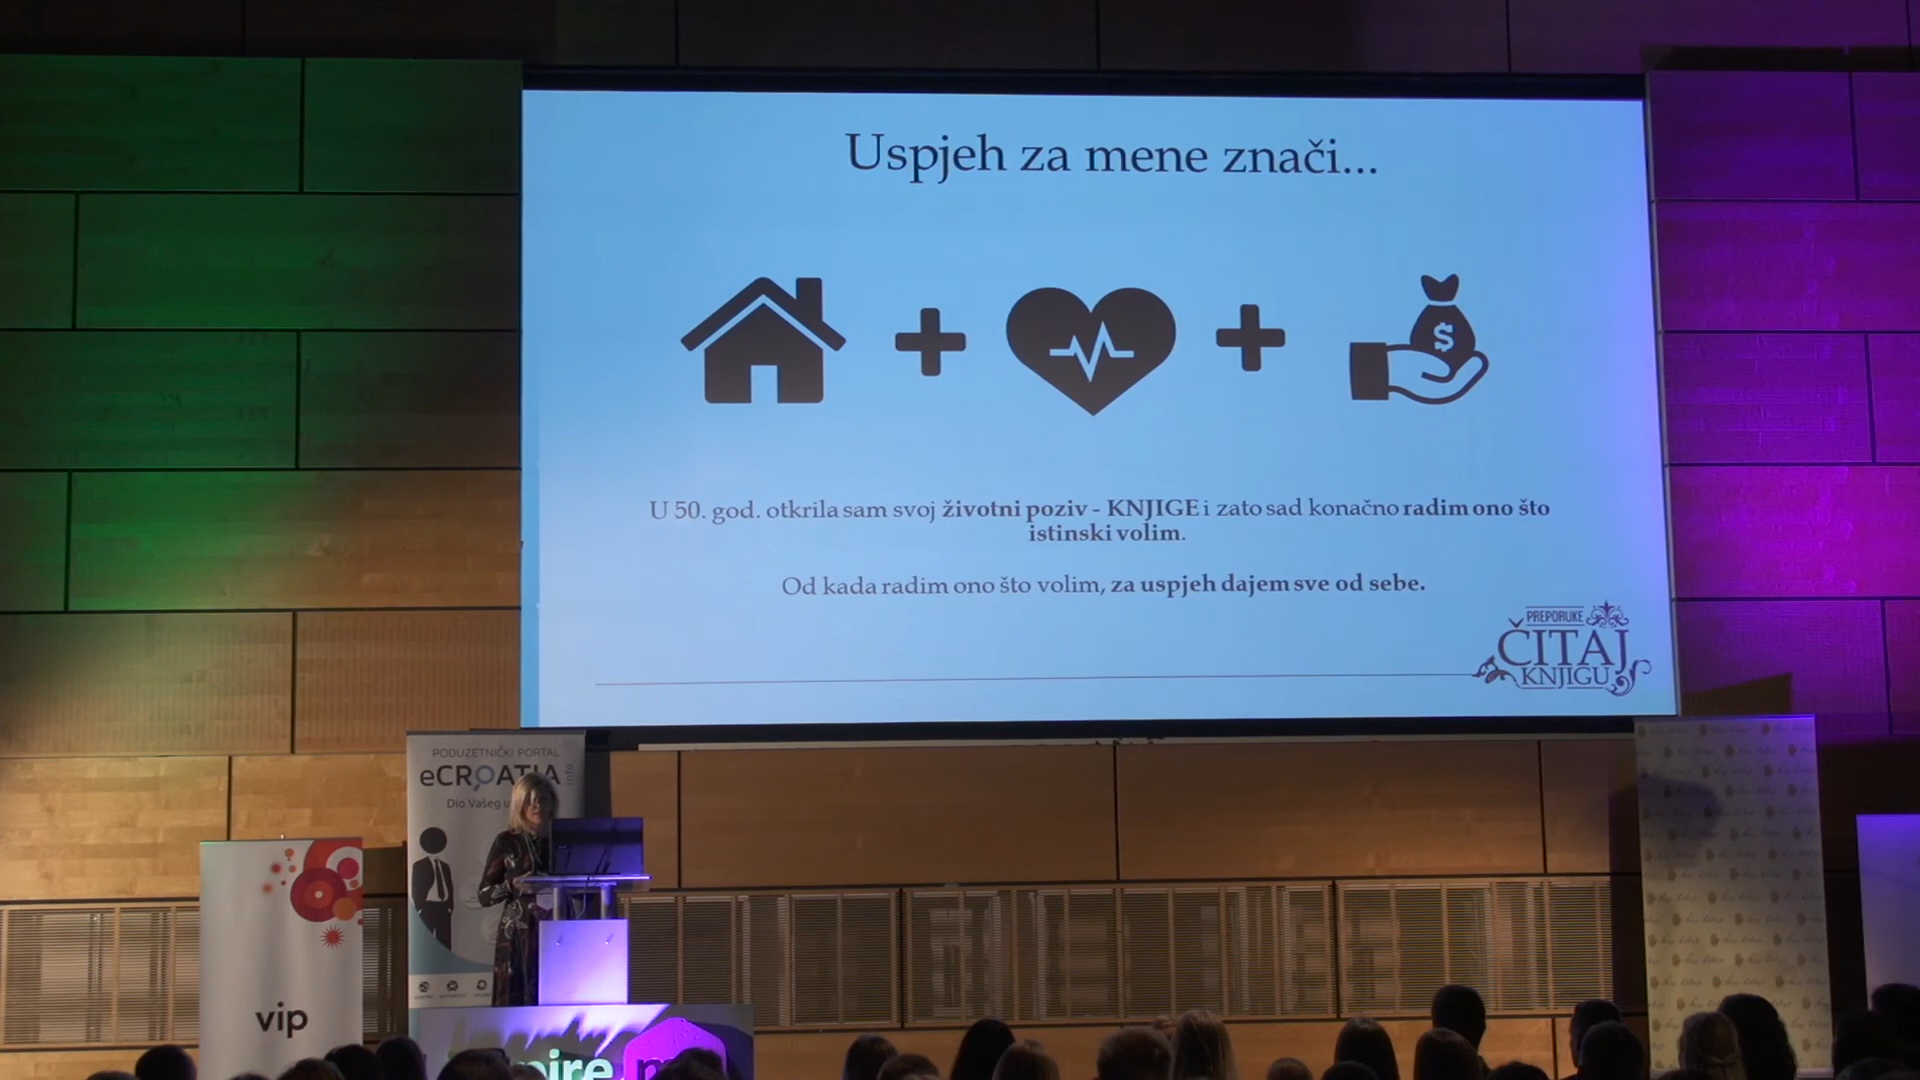 Uspjeh za mene znači...
$
U 50. god. otkrila sam svoj životni poziv - KNJIGE i zato sad konačno radim ono što
istinski volim.
Od kada radim ono što volim, za uspjeh dajem sve od sebe.
PREPORUKE
ČITAJ
KNJIGU
PODUZETNIČKI PORTAL
eCROATIA
info
Dio Vašeg
vip